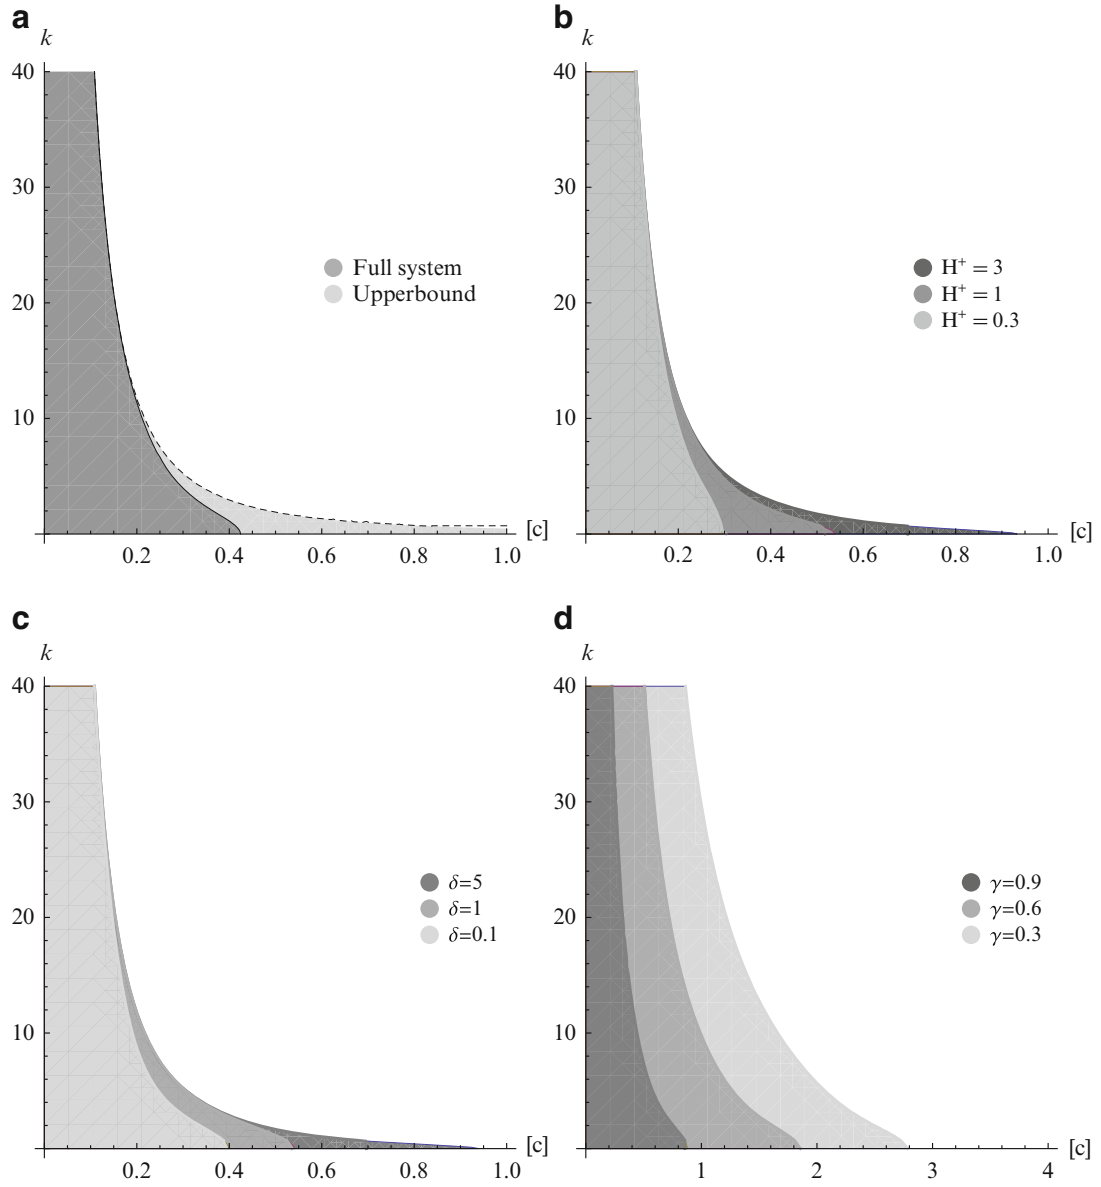 a
k
40
30
20
10
0.2 0.4 0.6 0.8 1.0 [c]
Full system
Upperbound
b
k
40
30
20
10
0.2 0.4 0.6 0.8 1.0 [c]
H⁺ = 3
H⁺ = 1
H⁺ = 0.3
c
k
40
30
20
10
0.2 0.4 0.6 0.8 1.0 [c]
δ=5
δ=1
δ=0.1
d
k
40
30
20
10
1 2 3 4 [c]
γ=0.9
γ=0.6
γ=0.3